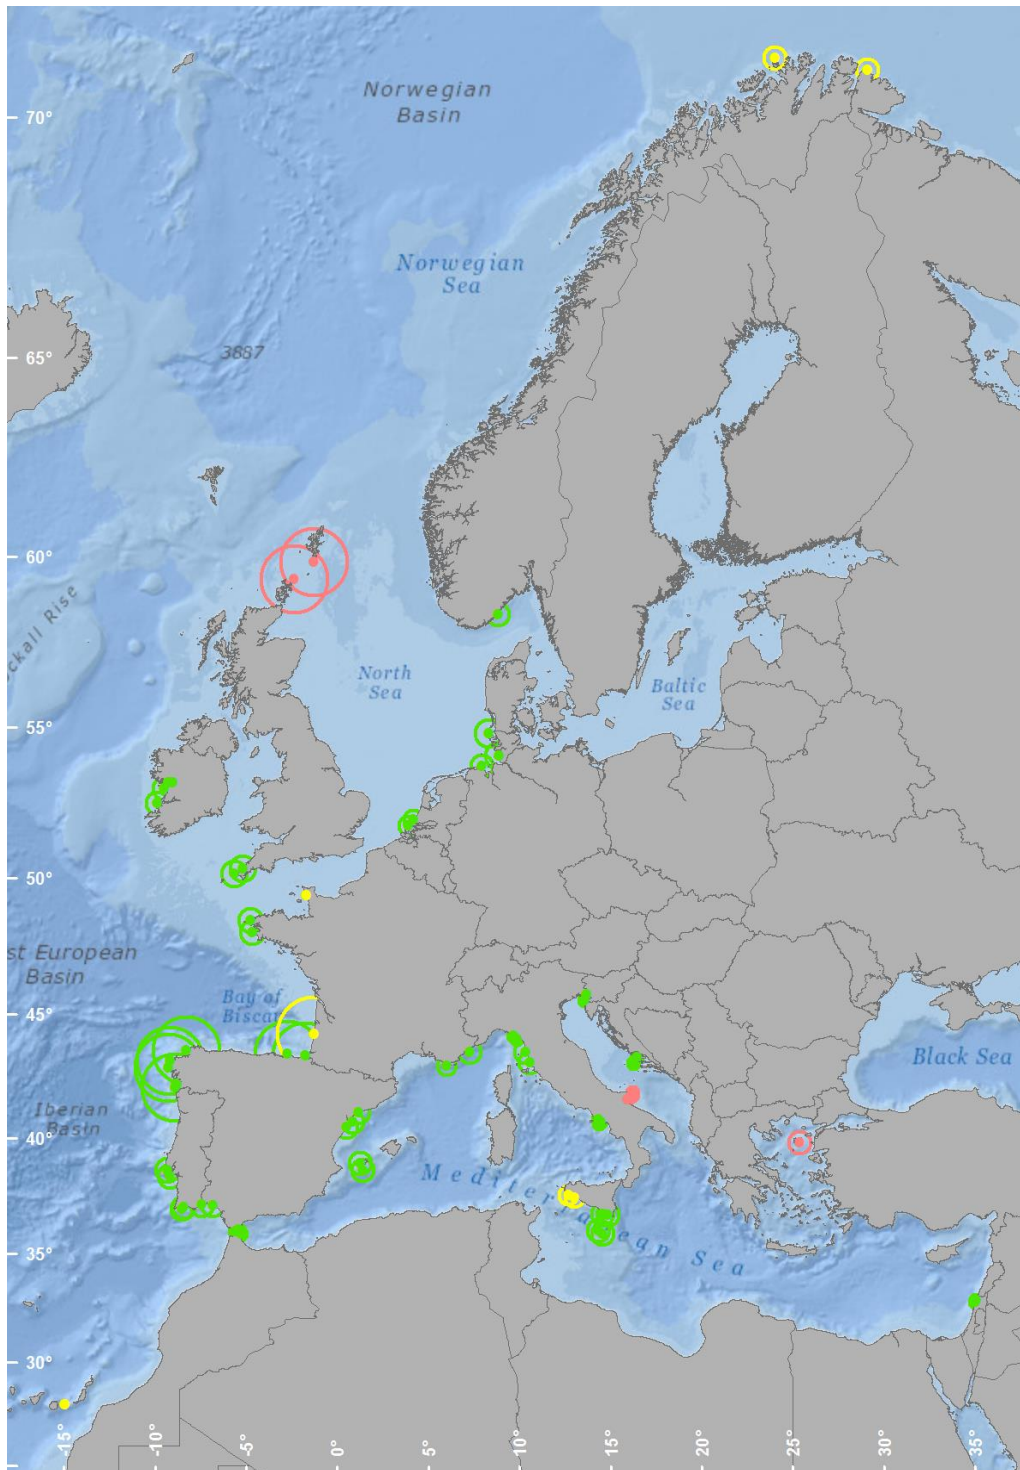 Norwegian
Basin
70°
Norwegian
Sea
3887
65°
60°
ckall Rise
North
Sea
Baltic
Sea
55°
50°
st European
Basin
Bay of
Biscay
45°
Black Sea
Iberian
Basin
40°
Mediterranean Sea
35°
30°
-15°
-10°
-5°
0°
5°
10°
15°
20°
25°
30°
35°